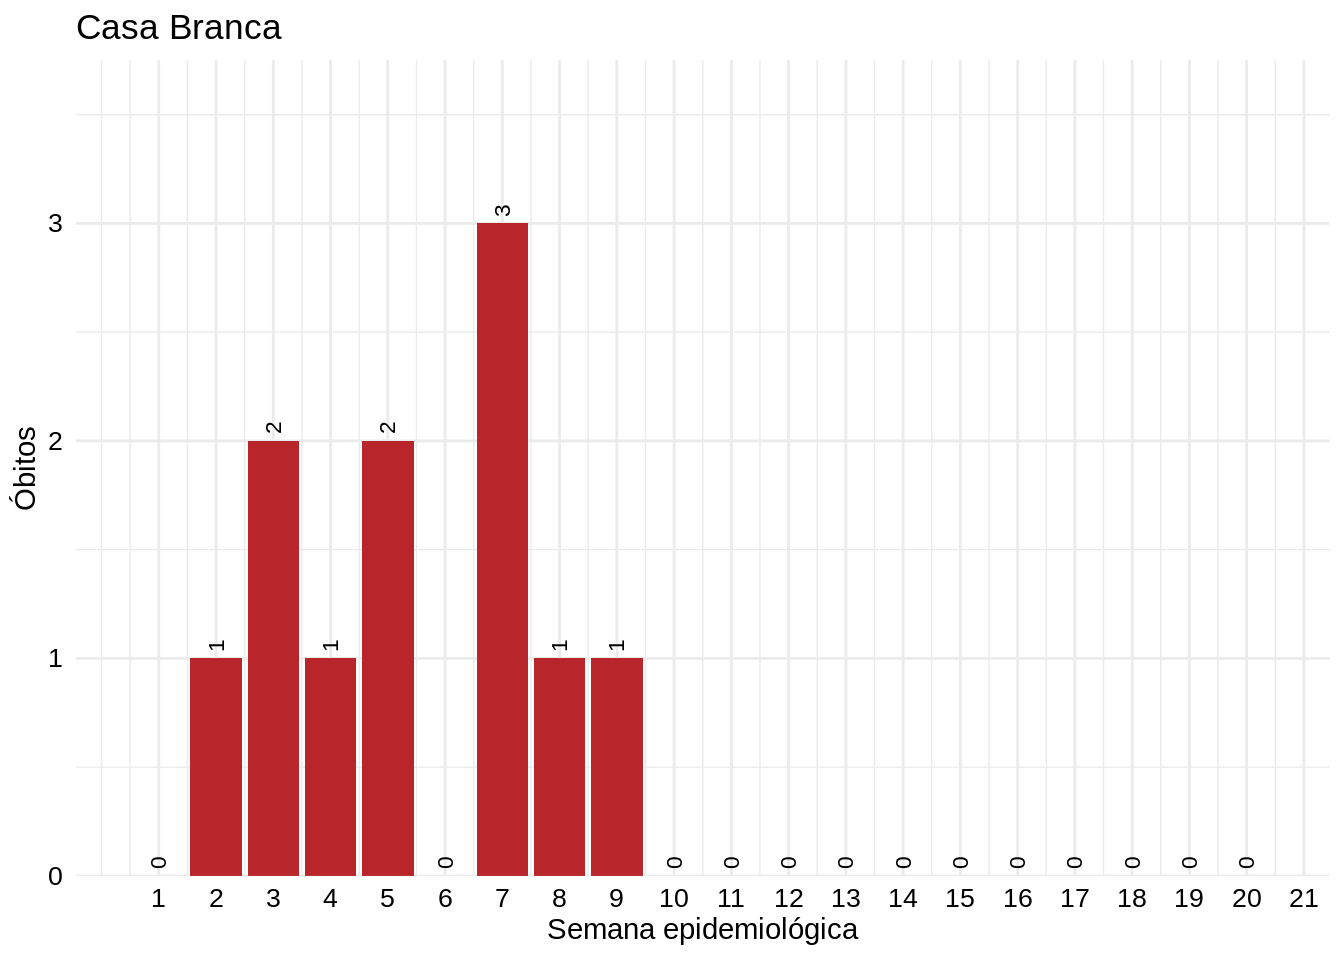 Casa Branca
Óbitos
3
2
1
0
0 1 2 1 2 0 3 1 1 0 0 0 0 0 0 0 0 0 0 0
1 2 3 4 5 6 7 8 9 10 11 12 13 14 15 16 17 18 19 20 21
Semana epidemiológica